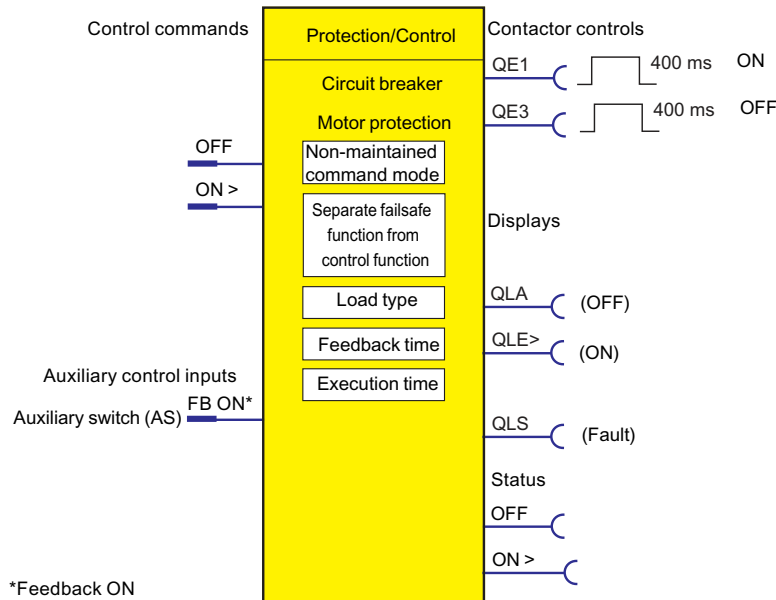 Control commands
Protection/Control
Contactor controls
QE1
400 ms ON
Circuit breaker
QE3
400 ms OFF
Motor protection
OFF
Non-maintained
command mode
ON >
Separate failsafe
function from
control function
Displays
Load type
QLA
(OFF)
Feedback time
QLE>
(ON)
Auxiliary control inputs
Execution time
FB ON*
Auxiliary switch (AS)
QLS
(Fault)
Status
OFF
ON >
*Feedback ON